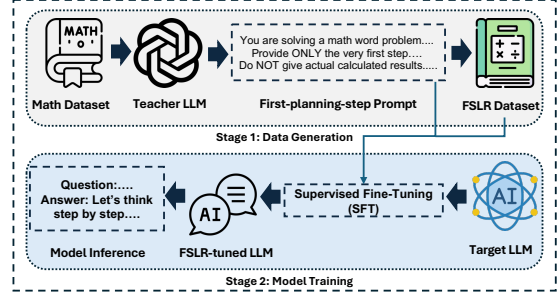 MATH
You are solving a math word problem....
Provide ONLY the very first step....
Do NOT give actual calculated results.....
Math Dataset
Teacher LLM
First-planning-step Prompt
FSLR Dataset
Stage 1: Data Generation
Question:....
Answer: Let's think
step by step....
AI
Supervised Fine-Tuning
(SFT)
AI
Model Inference
FSLR-tuned LLM
Target LLM
Stage 2: Model Training